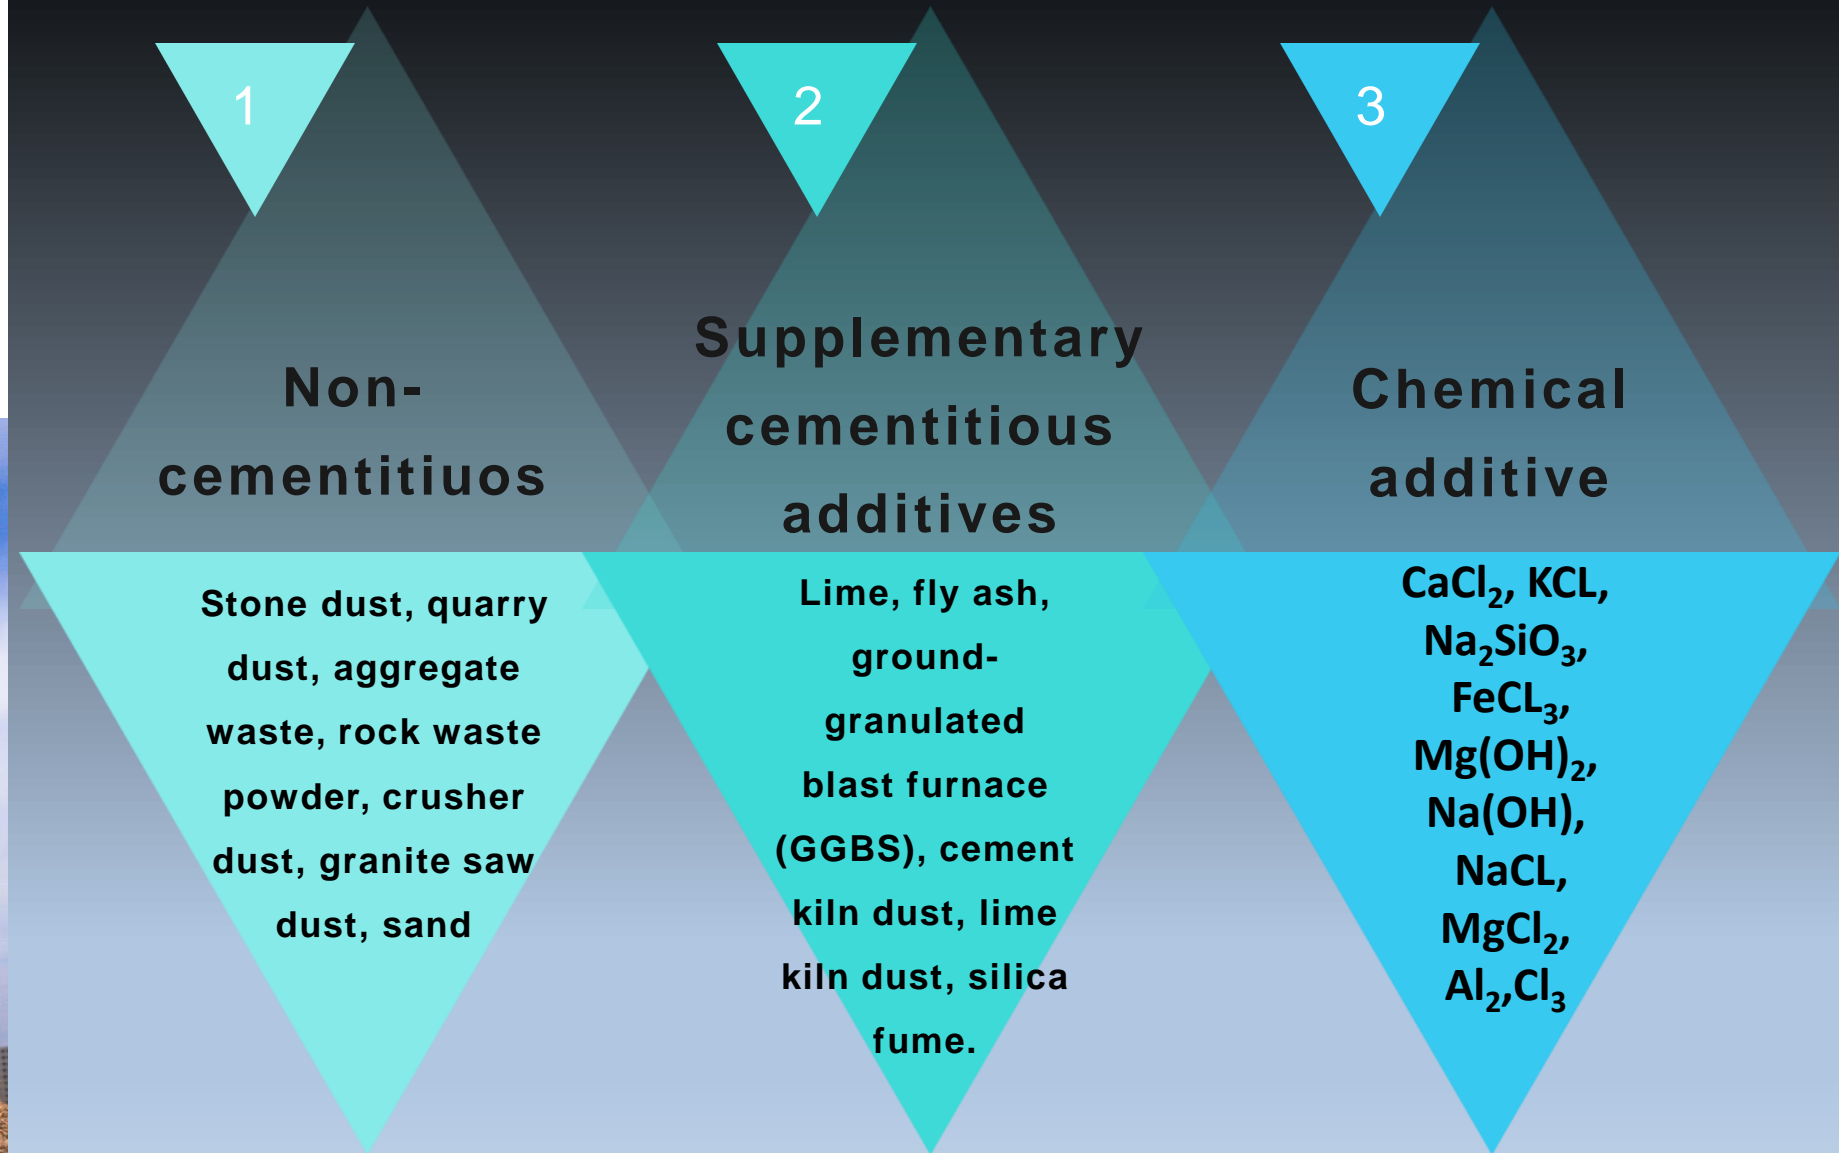 1
Non-
cementitiuos
Stone dust, quarry
dust, aggregate
waste, rock waste
powder, crusher
dust, granite saw
dust, sand
2
Supplementary
cementitious
additives
Lime, fly ash,
ground-
granulated
blast furnace
(GGBS), cement
kiln dust, lime
kiln dust, silica
fume.
3
Chemical
additive
CaCl₂, KCL,
Na₂SiO₃,
FeCL₃,
Mg(OH)₂,
Na(OH),
NaCL,
MgCl₂,
Al₂,Cl₃